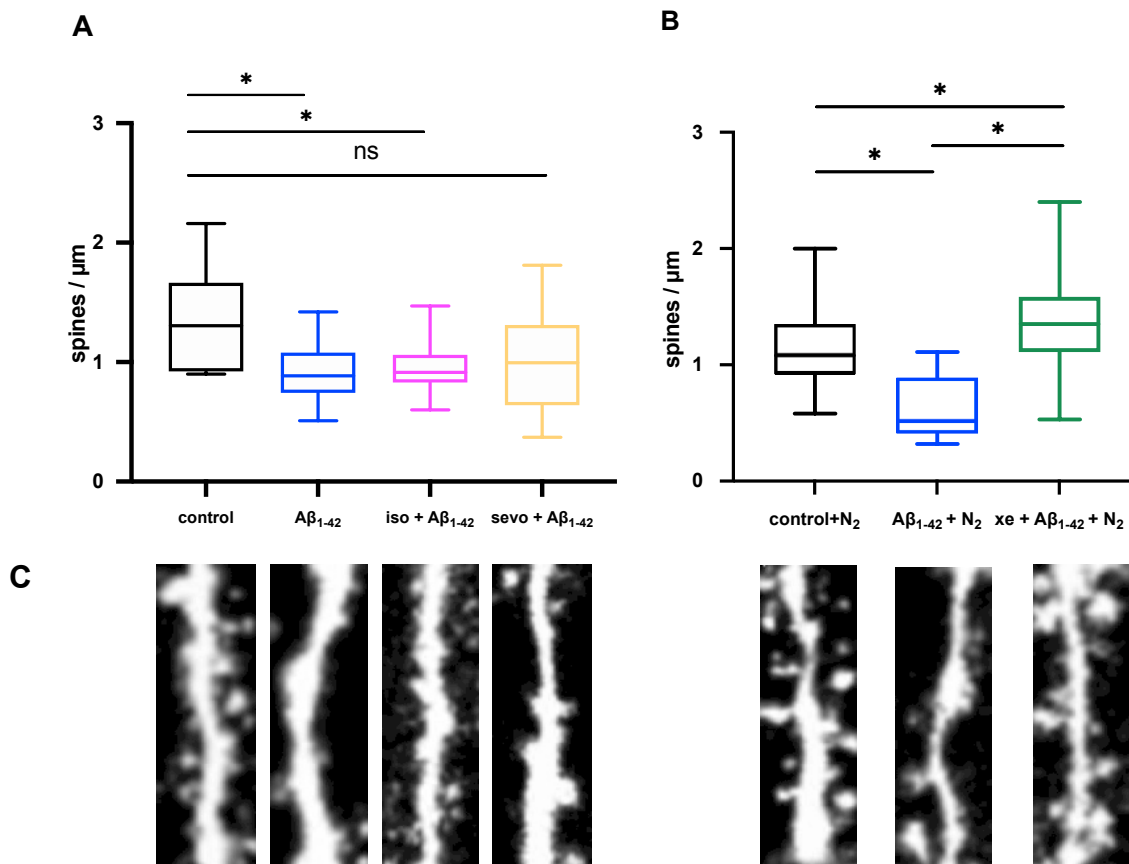 A
*
*
ns
3
2
1
0
spines / µm
control
Aβ₁₋₄₂
iso + Aβ₁₋₄₂
sevo + Aβ₁₋₄₂
B
*
*
*
3
2
1
0
spines / µm
control+N₂
Aβ₁₋₄₂ + N₂
xe + Aβ₁₋₄₂ + N₂
C